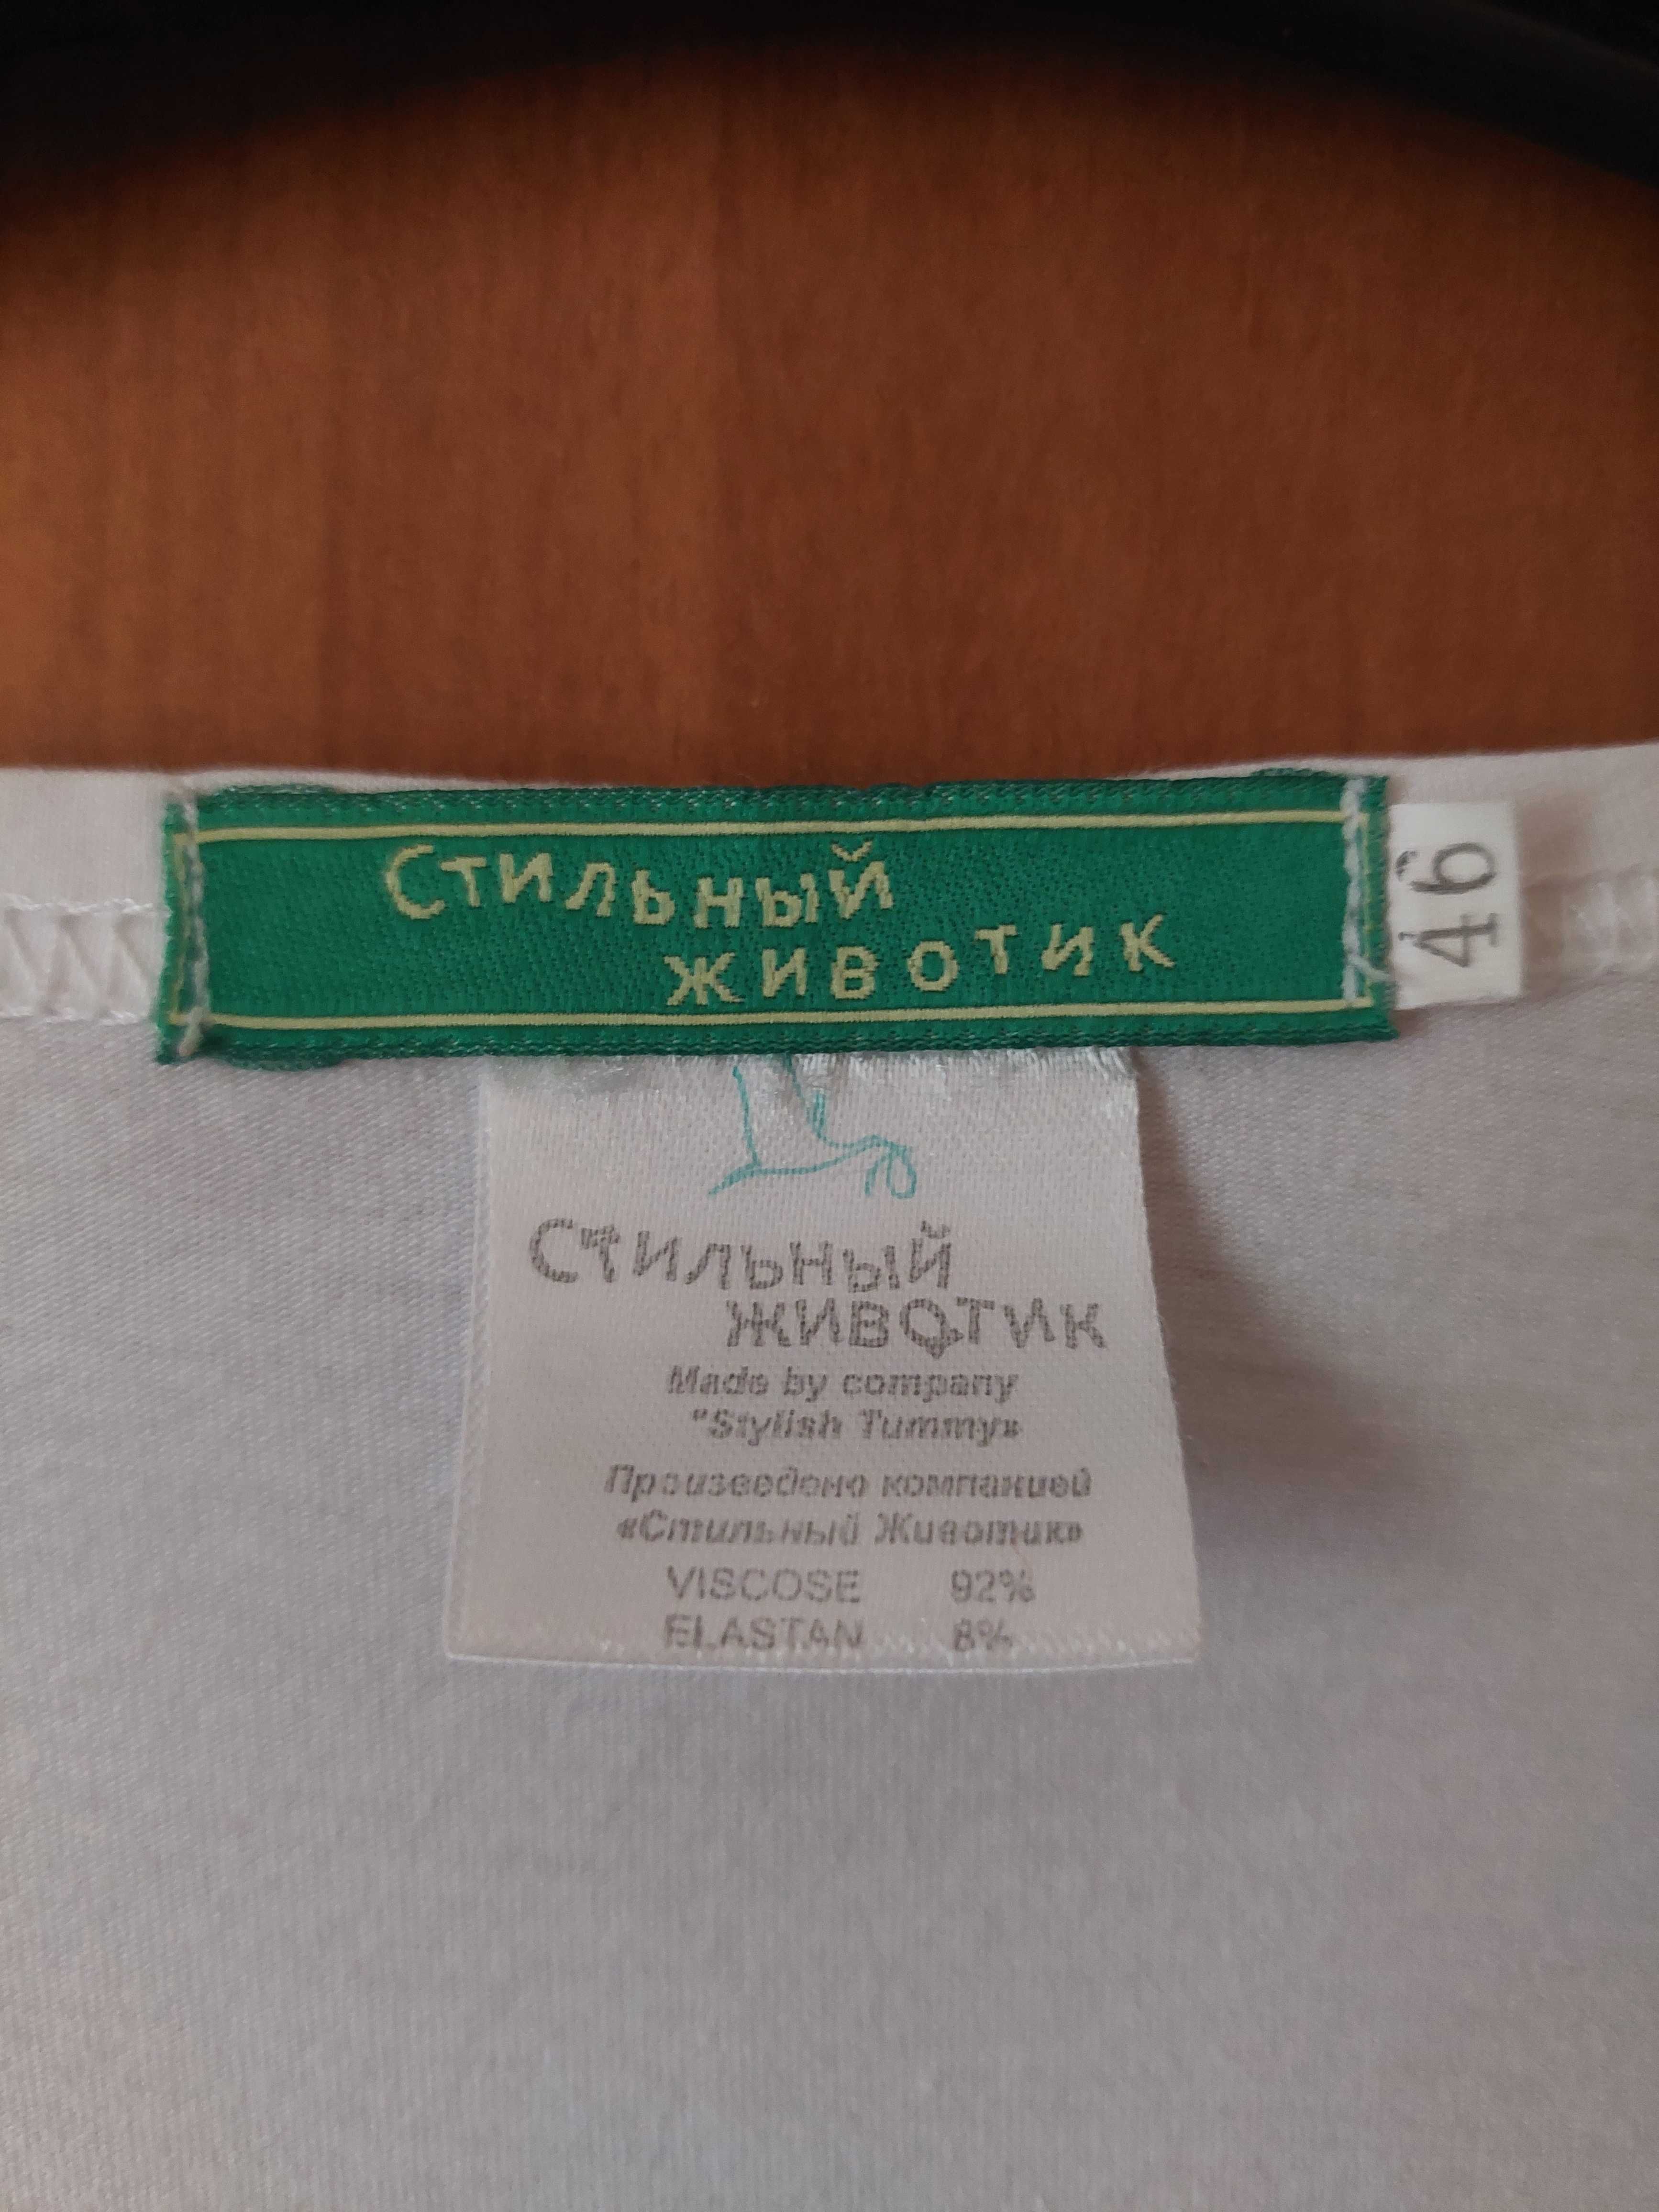 Стильный
животик
46
Стильный
животик
Made by company
"Stylish Tummy»
Произведено компанией
«Стильный Животик»
VISCOSE 92%
ELASTAN 8%